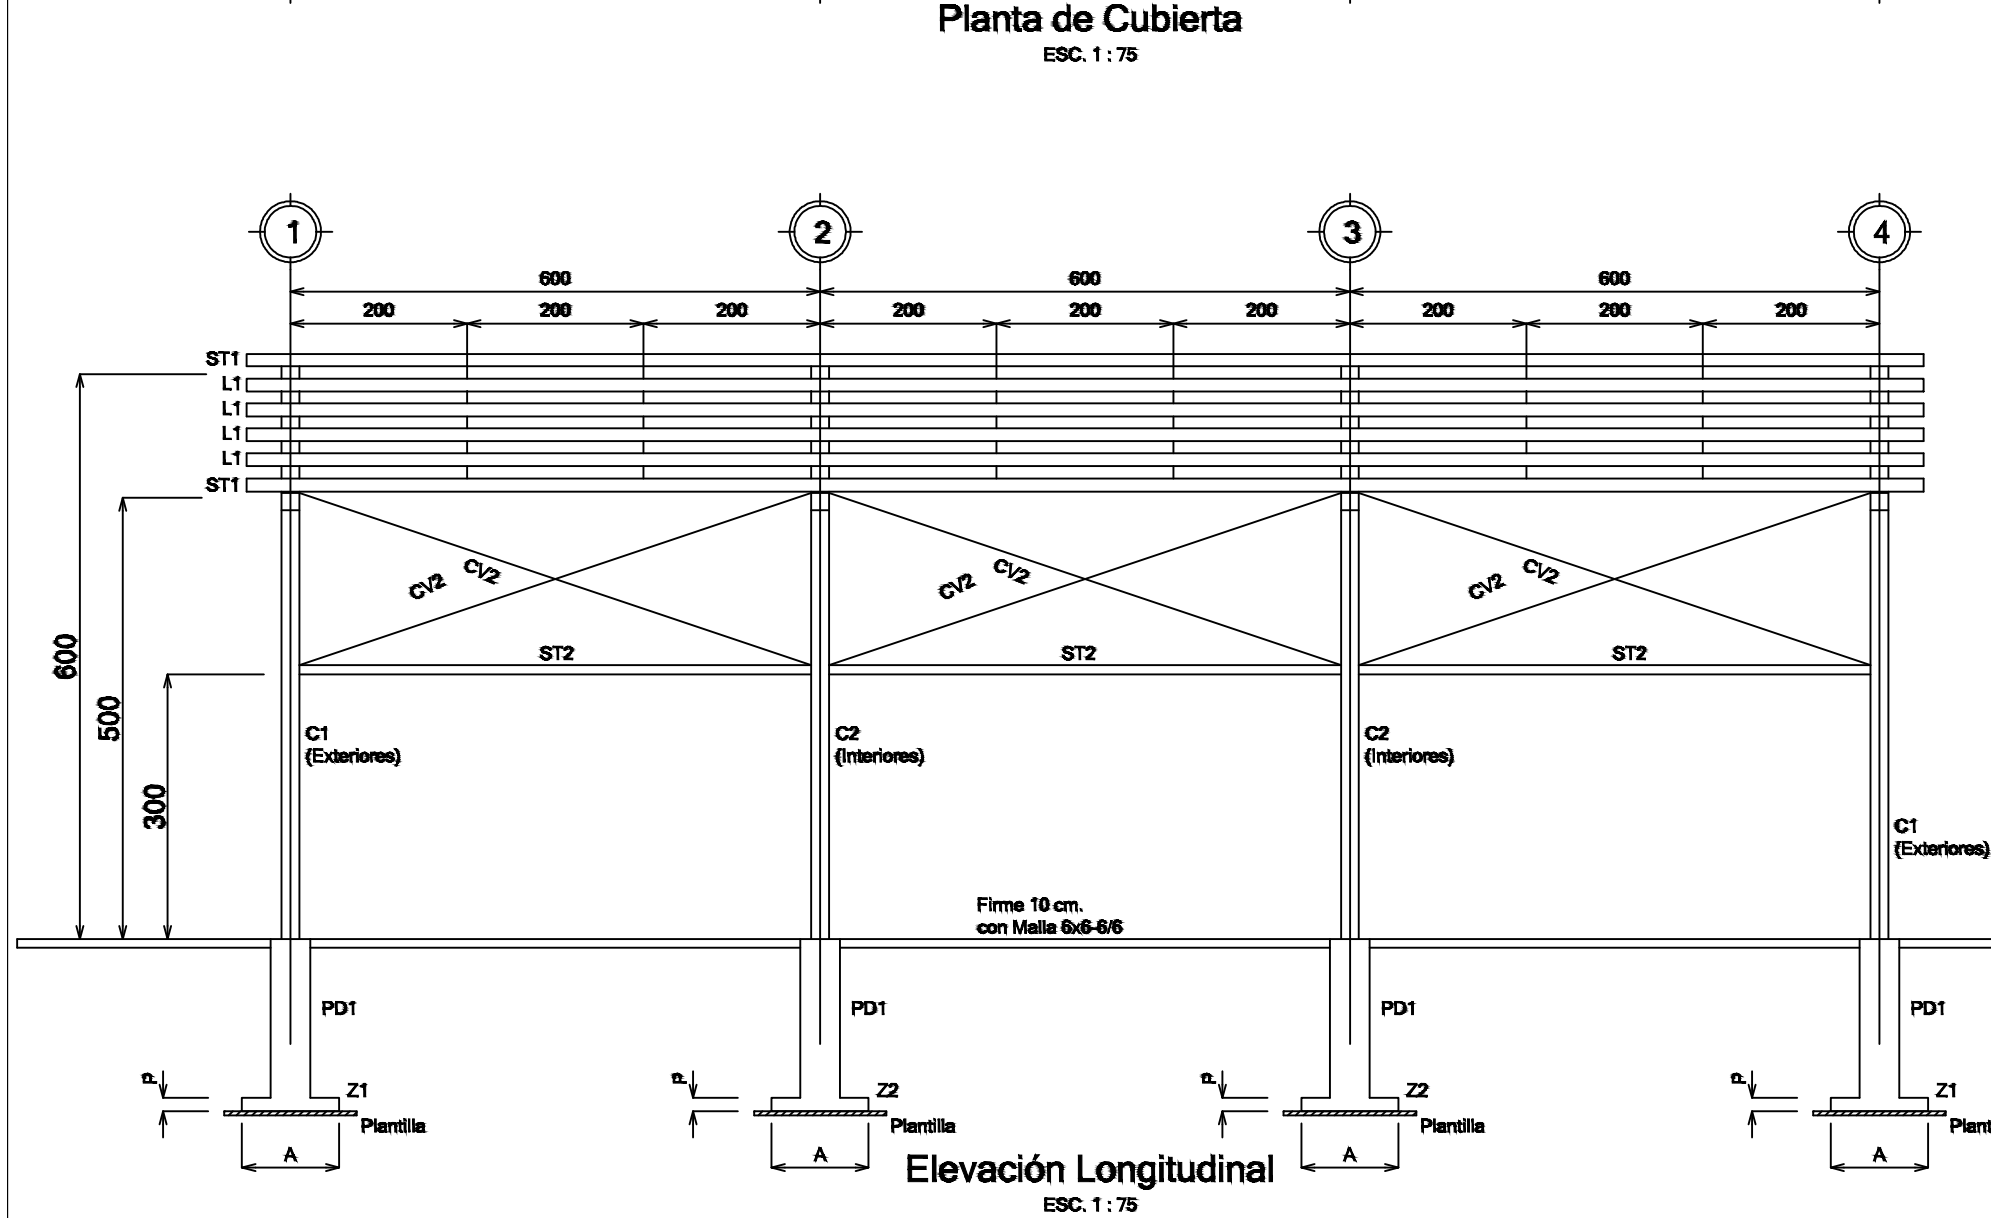 Planta de Cubierta
ESC. 1 : 75
1 2 3 4
600 600 600
200 200 200 200 200 200 200 200 200
ST1
L1
L1
L1
L1
ST1
600
500
300
CV2 CV2 CV2 CV2 CV2 CV2
ST2 ST2 ST2
C1 C2 C2
(Exteriores) (Interiores) (Interiores)
C1
(Exteriores)
Firme 10 cm.
con Malla 6x6-6/6
PD1 PD1 PD1 PD1
Z1 Z2 Z2 Z1
Plantilla Plantilla Plantilla Plant
A A A A
Elevación Longitudinal
ESC. 1 : 75